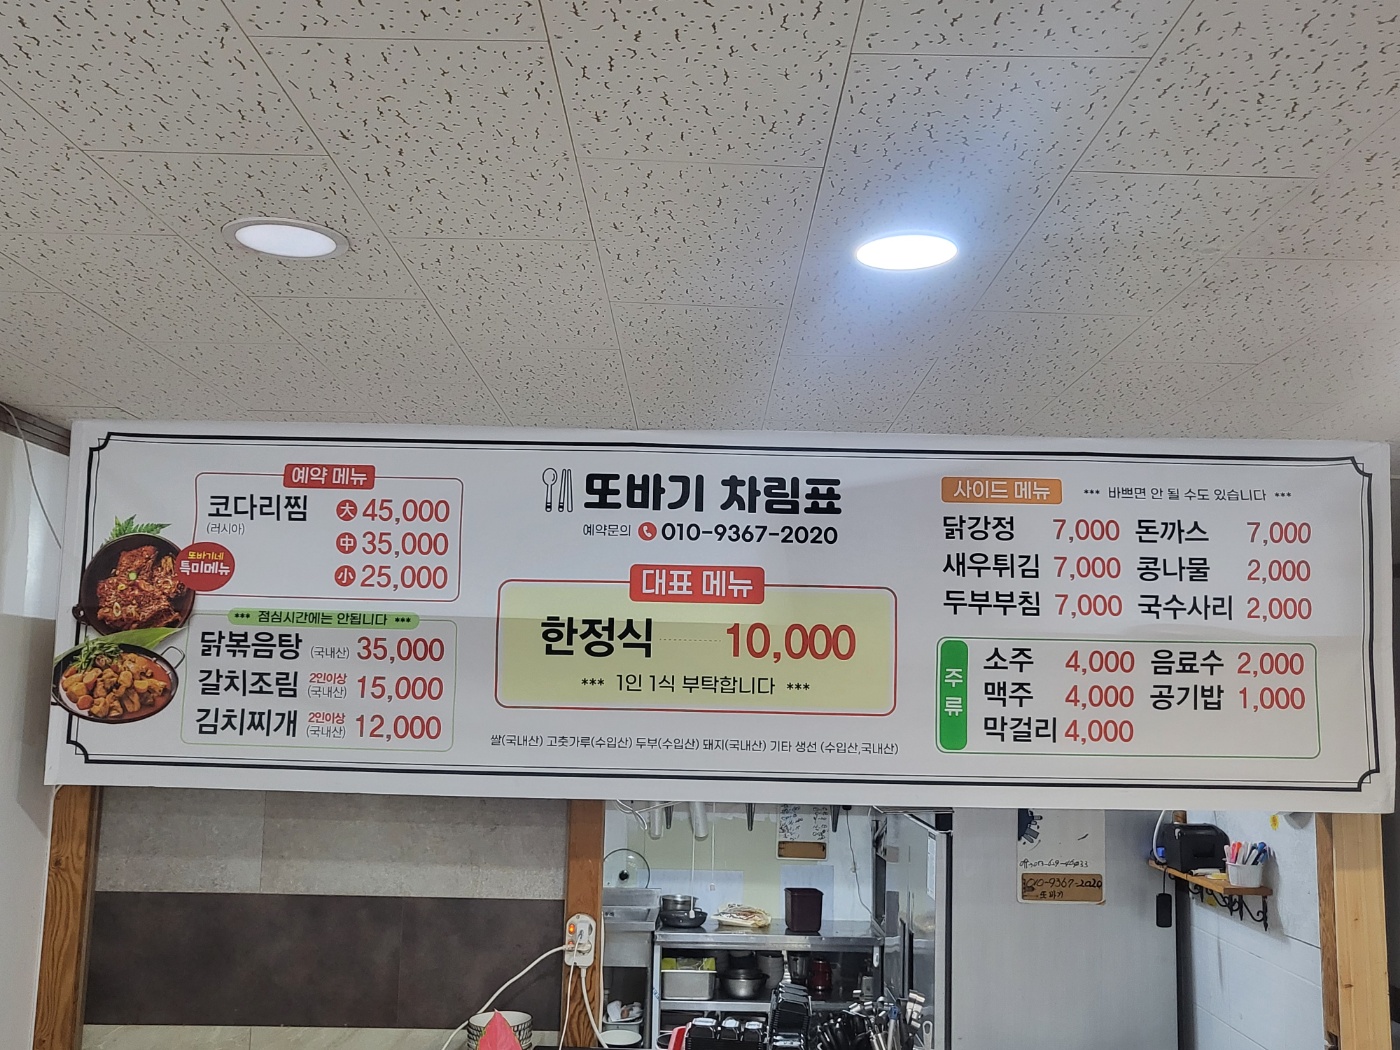 예약 메뉴
코다리찜 大 45,000
(러시아)
中 35,000
小 25,000
또바기네
특미메뉴
*** 점심시간에는 안됩니다 ***
닭볶음탕 (국내산) 35,000
갈치조림 2인이상 (국내산) 15,000
김치찌개 2인이상 (국내산) 12,000
또바기 차림표
예약문의 010-9367-2020
대표 메뉴
한정식 10,000
*** 1인 1식 부탁합니다 ***
쌀(국내산) 고춧가루(수입산) 두부(수입산) 돼지(국내산) 기타 생선 (수입산,국내산)
사이드 메뉴 *** 바쁘면 안 될 수도 있습니다 ***
닭강정 7,000 돈까스 7,000
새우튀김 7,000 콩나물 2,000
두부부침 7,000 국수사리 2,000
주류
소주 4,000 음료수 2,000
맥주 4,000 공기밥 1,000
막걸리 4,000
010-9367-2020
또바기